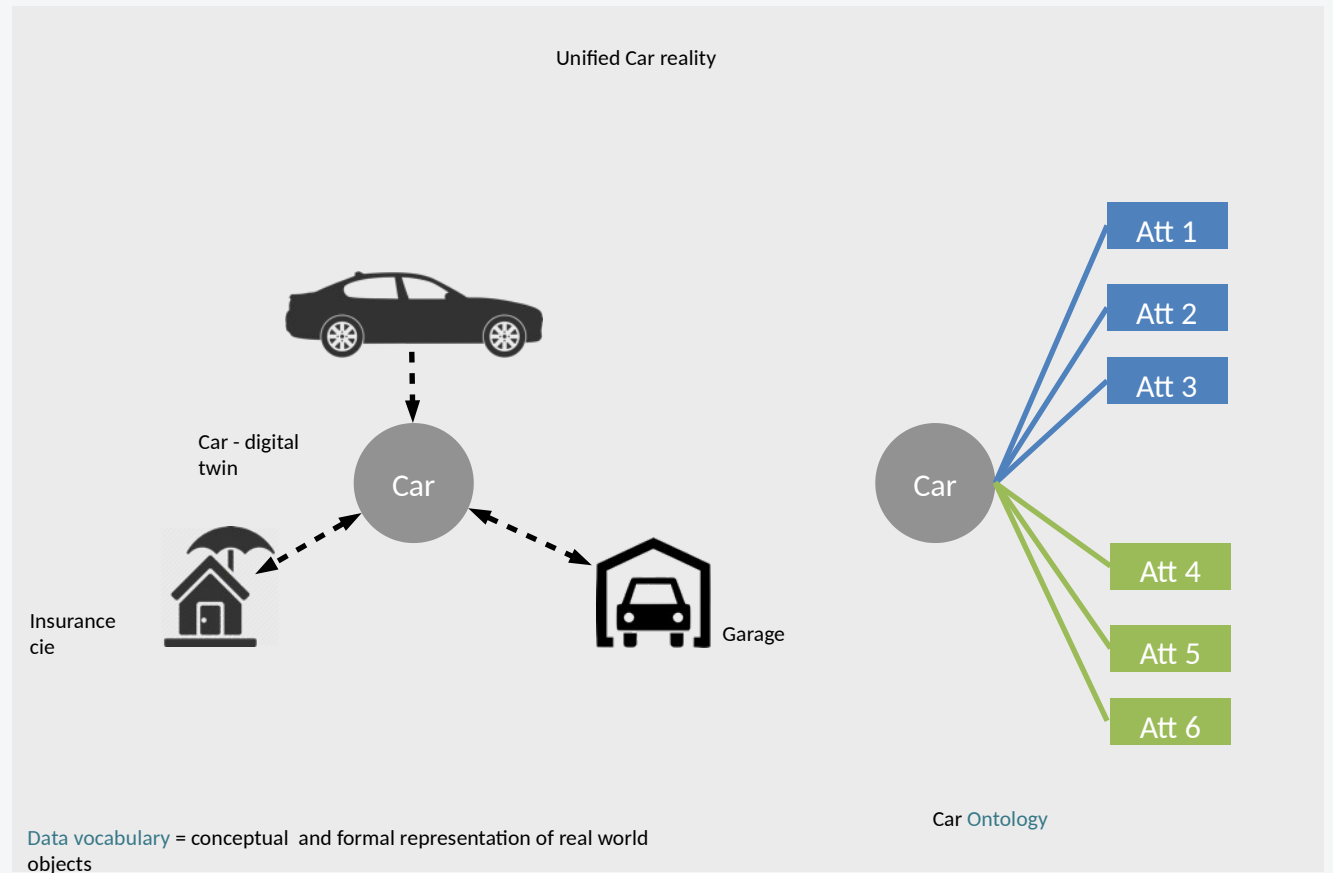 Unified Car reality
Att 1
Att 2
Att 3
Car - digital
twin
Car
Car
Att 4
Insurance
cie
Garage
Att 5
Att 6
Car Ontology
Data vocabulary = conceptual  and formal representation of real world
objects